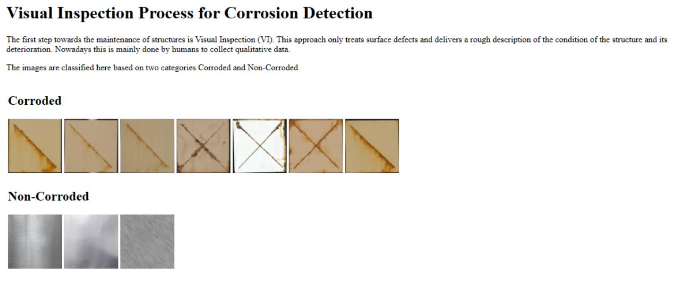 Visual Inspection Process for Corrosion Detection
The first step towards the maintenance of structures is Visual Inspection (VI). This approach only treats surface defects and delivers a rough description of the condition of the structure and its
deterioration. Nowadays this is mainly done by humans to collect qualitative data.
The images are classified here based on two categories Corroded and Non-Corroded
Corroded
Non-Corroded